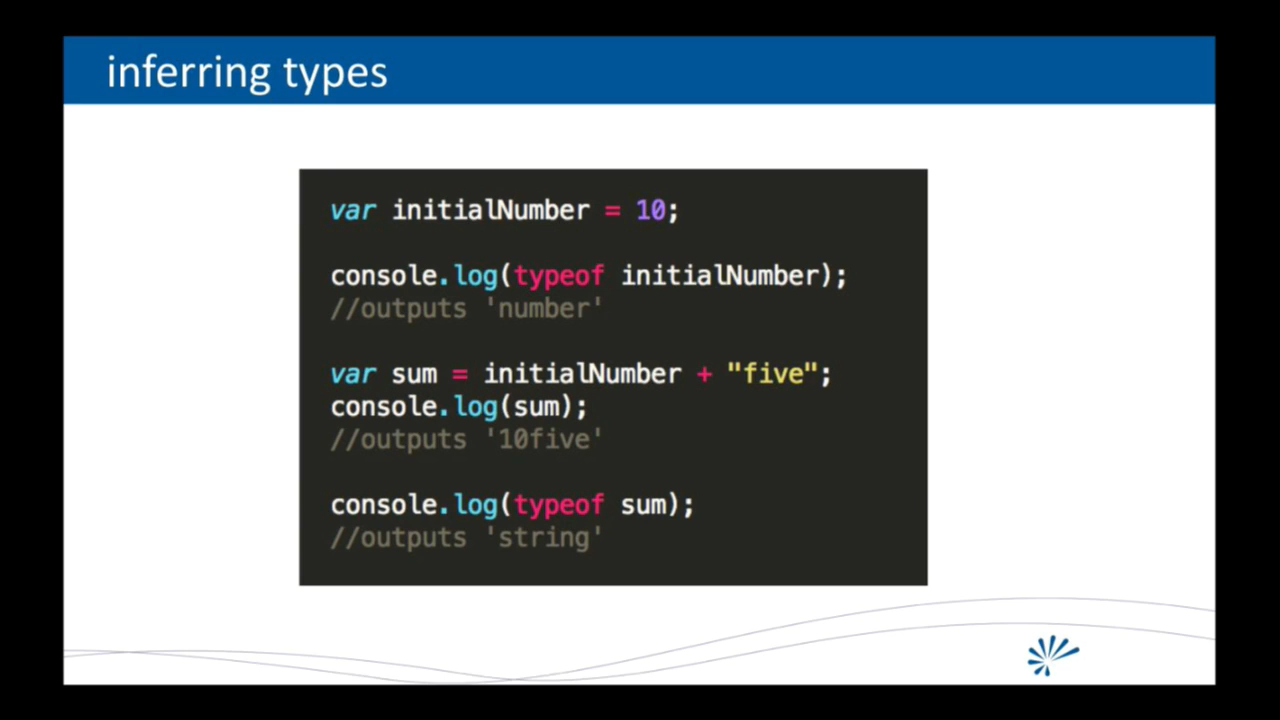 inferring types
var initialNumber = 10;
console.log(typeof initialNumber);
//outputs 'number'
var sum = initialNumber + "five";
console.log(sum);
//outputs '10five'
console.log(typeof sum);
//outputs 'string'